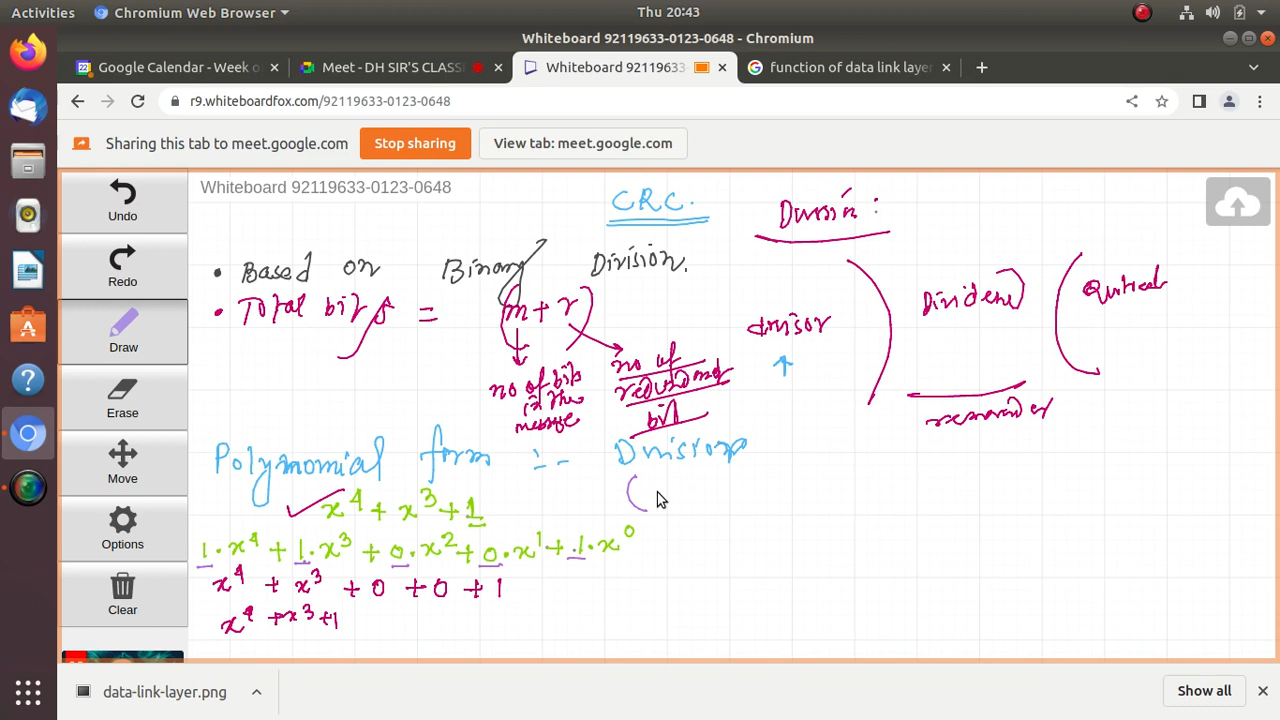 Activities Chromium Web Browser Thu 20:43
Whiteboard 92119633-0123-0648 - Chromium
Google Calendar - Week o Meet - DH SIR'S CLASS Whiteboard 92119633- function of data link layer
r9.whiteboardfox.com/92119633-0123-0648
Sharing this tab to meet.google.com Stop sharing View tab: meet.google.com
Whiteboard 92119633-0123-0648
Undo
Redo
Draw
Erase
Move
Options
Clear
CRC.
Division :
• Based on Binary Division.
• Total bits = (m+r)
no of bits in the message
no of redundant bit
divisor
Dividend
Quitical
remainder
Polynomial form :- Division
(
x⁴ + x³ + 1
1·x⁴ + 1·x³ + 0·x² + 0·x¹ + 1·x⁰
x⁴ + x³ + 0 + 0 + 1
x⁴ + x³ + 1
data-link-layer.png
Show all